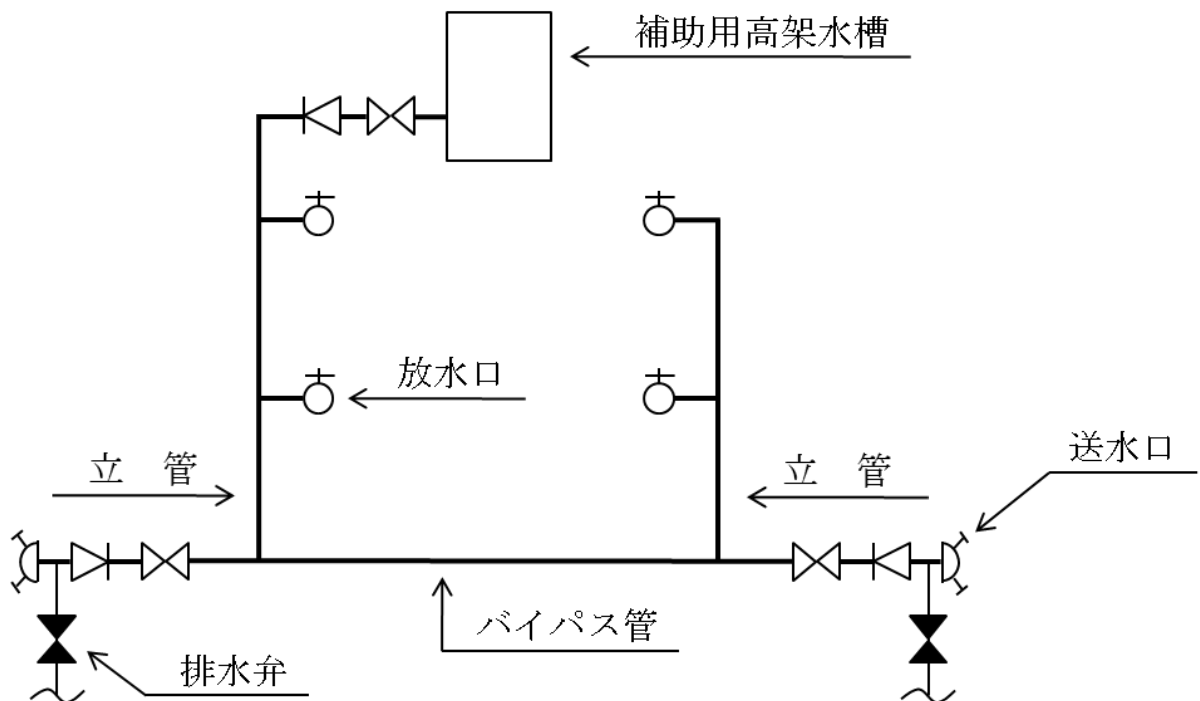 補助用高架水槽
放水口
立　管
立　管
送水口
バイパス管
排水弁